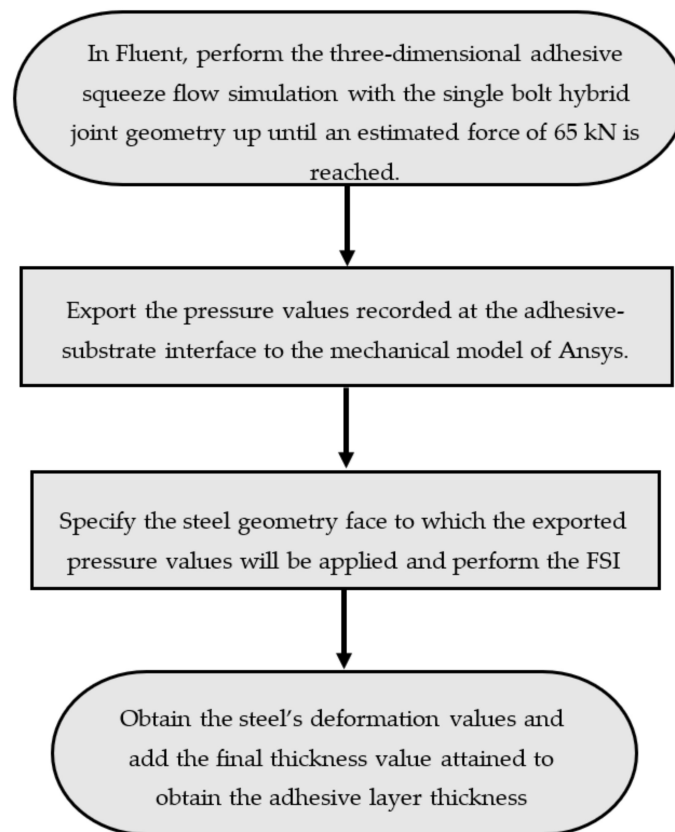 In Fluent, perform the three-dimensional adhesive
squeeze flow simulation with the single bolt hybrid
joint geometry up until an estimated force of 65 kN is
reached.
Export the pressure values recorded at the adhesive-
substrate interface to the mechanical model of Ansys.
Specify the steel geometry face to which the exported
pressure values will be applied and perform the FSI
Obtain the steel's deformation values and
add the final thickness value attained to
obtain the adhesive layer thickness